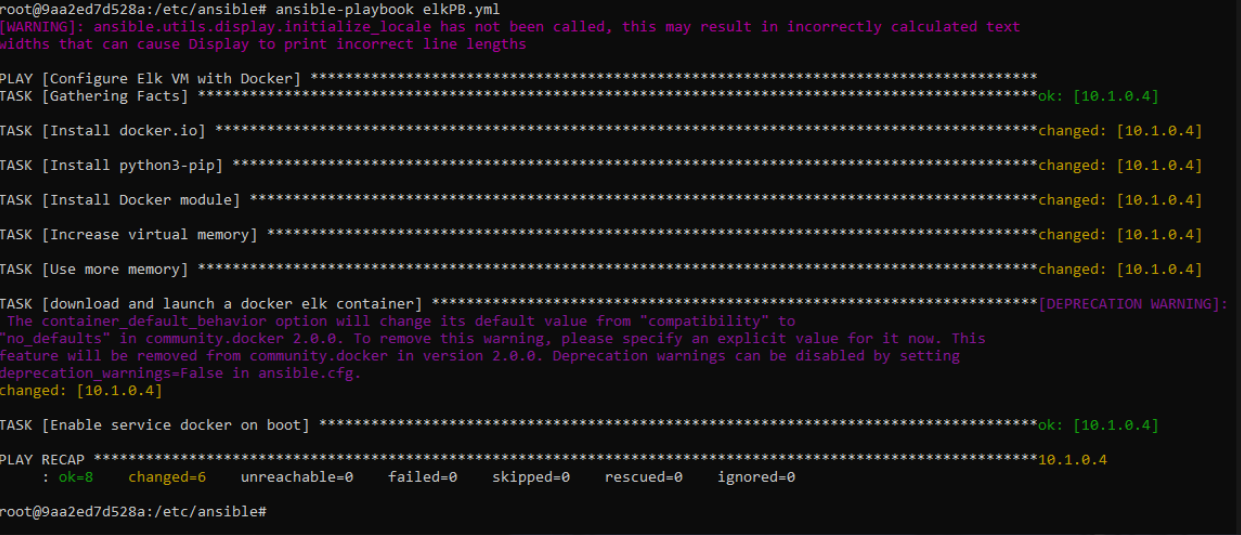 root@9aa2ed7d528a:/etc/ansible# ansible-playbook elkPB.yml
[WARNING]: ansible.utils.display.initialize_locale has not been called, this may result in incorrectly calculated text
widths that can cause Display to print incorrect line lengths
PLAY [Configure Elk VM with Docker] ************************************************************************************
TASK [Gathering Facts] *************************************************************************************************ok: [10.1.0.4]
TASK [Install docker.io] ***********************************************************************************************changed: [10.1.0.4]
TASK [Install python3-pip] *********************************************************************************************changed: [10.1.0.4]
TASK [Install Docker module] *******************************************************************************************changed: [10.1.0.4]
TASK [Increase virtual memory] *****************************************************************************************changed: [10.1.0.4]
TASK [Use more memory] *************************************************************************************************changed: [10.1.0.4]
TASK [download and launch a docker elk container] **********************************************************************[DEPRECATION WARNING]:
The container_default_behavior option will change its default value from "compatibility" to
"no_defaults" in community.docker 2.0.0. To remove this warning, please specify an explicit value for it now. This
feature will be removed from community.docker in version 2.0.0. Deprecation warnings can be disabled by setting
deprecation_warnings=False in ansible.cfg.
changed: [10.1.0.4]
TASK [Enable service docker on boot] ***********************************************************************************ok: [10.1.0.4]
PLAY RECAP *************************************************************************************************************10.1.0.4
: ok=8    changed=6    unreachable=0    failed=0    skipped=0    rescued=0    ignored=0
root@9aa2ed7d528a:/etc/ansible#